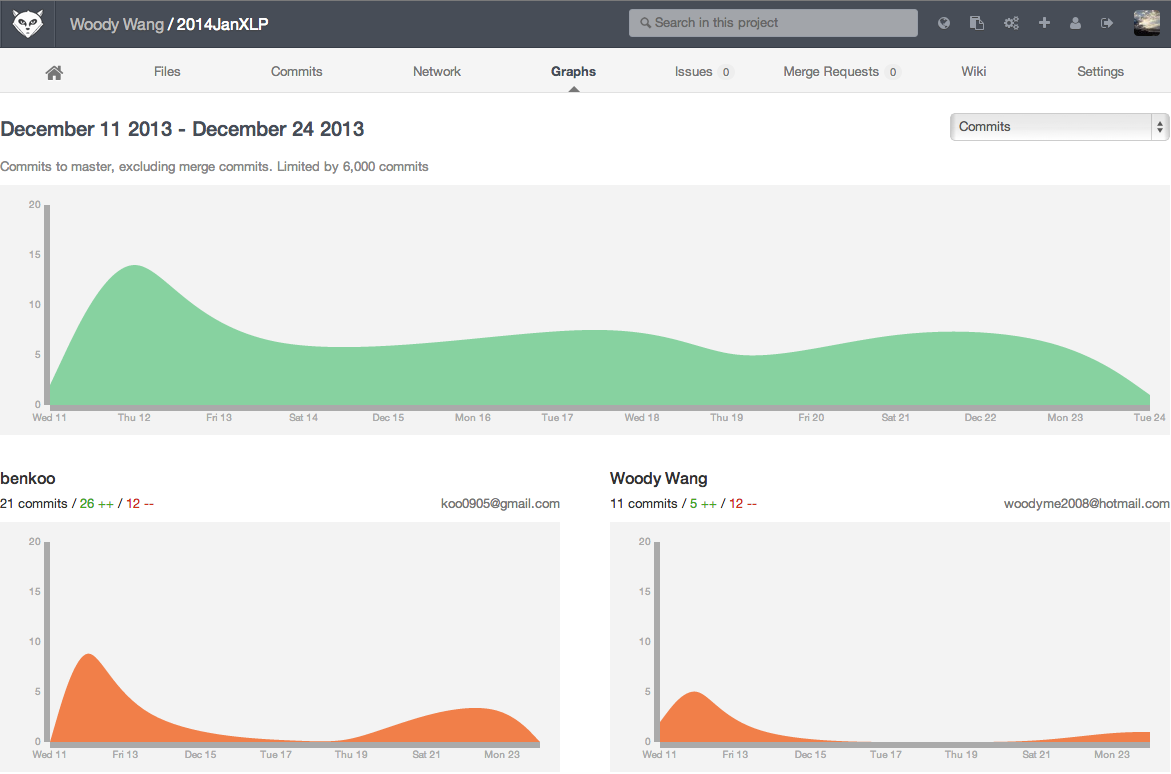 Woody Wang / 2014JanXLP
Search in this project
Files Commits Network Graphs Issues 0 Merge Requests 0 Wiki Settings
December 11 2013 - December 24 2013
Commits
Commits to master, excluding merge commits. Limited by 6,000 commits
20
15
10
5
0
Wed 11 Thu 12 Fri 13 Sat 14 Dec 15 Mon 16 Tue 17 Wed 18 Thu 19 Fri 20 Sat 21 Dec 22 Mon 23 Tue 24
benkoo
21 commits / 26 ++ / 12 --
koo0905@gmail.com
20
15
10
5
0
Wed 11 Fri 13 Dec 15 Tue 17 Thu 19 Sat 21 Mon 23
Woody Wang
11 commits / 5 ++ / 12 --
woodyme2008@hotmail.com
20
15
10
5
0
Wed 11 Fri 13 Dec 15 Tue 17 Thu 19 Sat 21 Mon 23